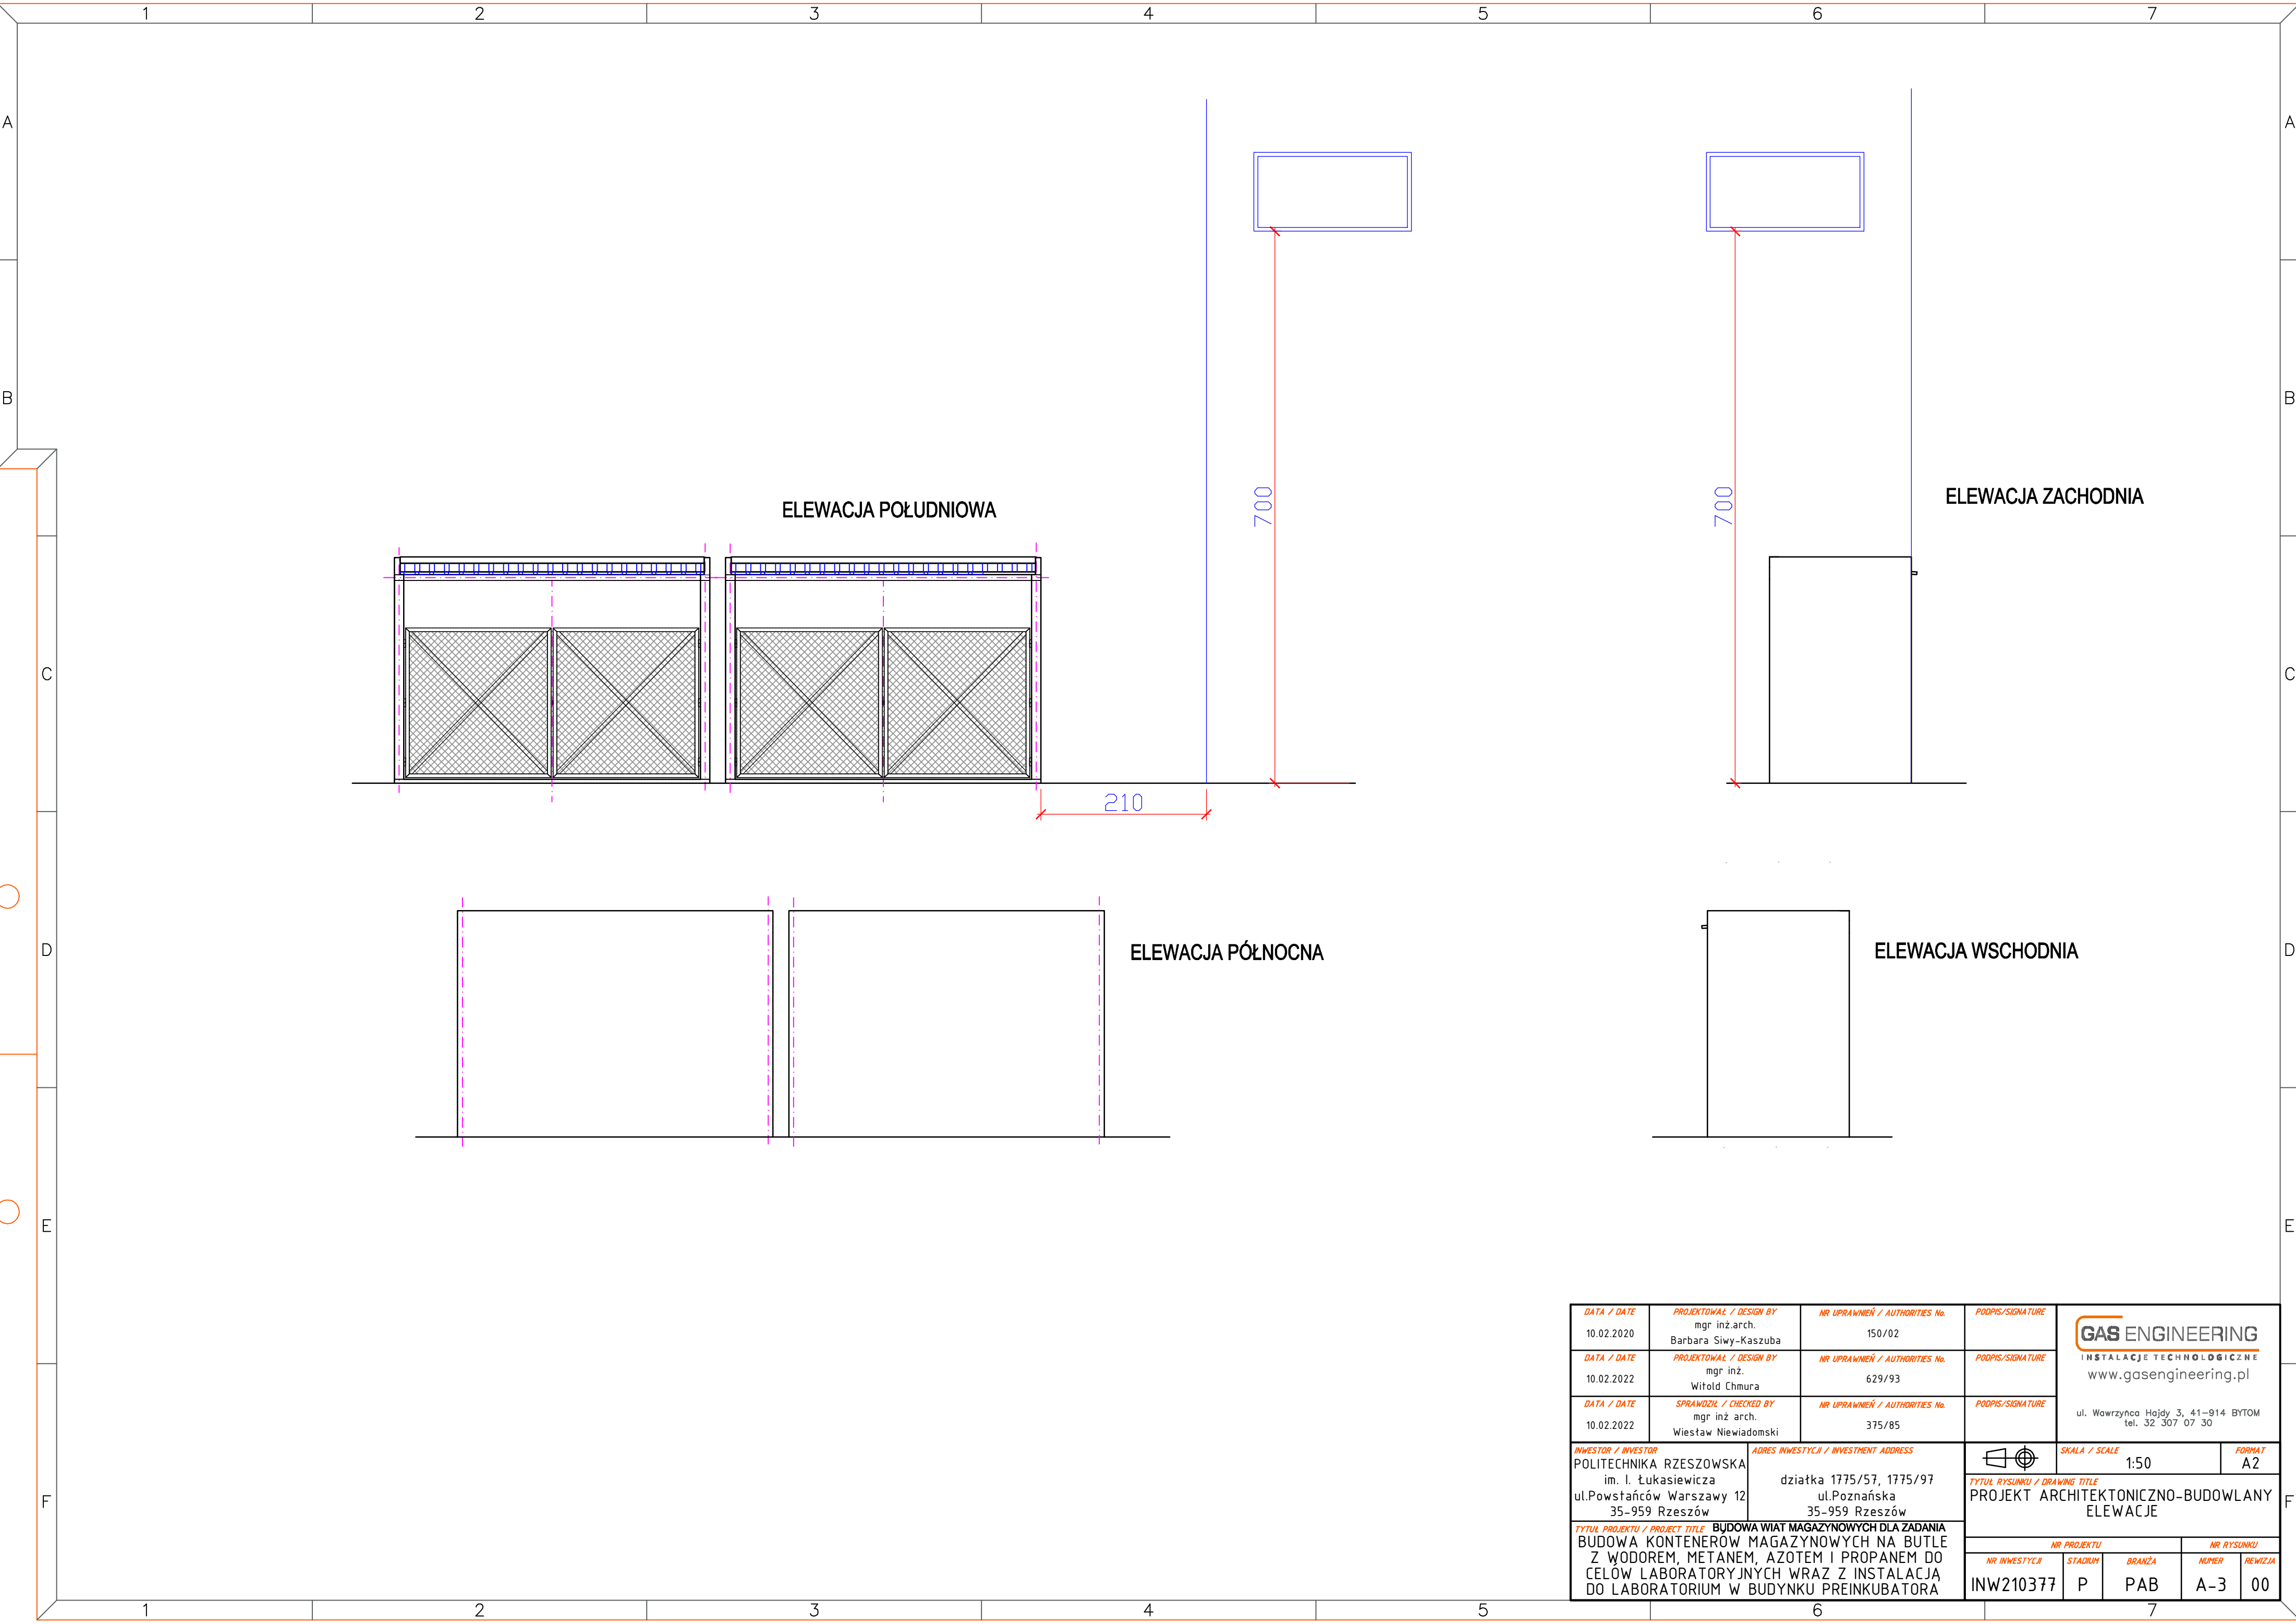 1 2 3 4 5 6 7
A A
B B
700
700
ELEWACJA ZACHODNIA
ELEWACJA POŁUDNIOWA
C C
210
D D
ELEWACJA PÓŁNOCNA
ELEWACJA WSCHODNIA
E E
DATA / DATE PROJEKTOWAŁ / DESIGN BY NR UPRAWNIEŃ / AUTHORITIES No. PODPIS/SIGNATURE
10.02.2020
mgr inż.arch.
Barbara Siwy-Kaszuba
150/02
DATA / DATE PROJEKTOWAŁ / DESIGN BY NR UPRAWNIEŃ / AUTHORITIES No. PODPIS/SIGNATURE
10.02.2022
mgr inż.
Witold Chmura
629/93
DATA / DATE SPRAWDZIŁ / CHECKED BY NR UPRAWNIEŃ / AUTHORITIES No. PODPIS/SIGNATURE
10.02.2022
mgr inż arch.
Wiesław Niewiadomski
375/85
GAS ENGINEERING
INSTALACJE TECHNOLOGICZNE
www.gasengineering.pl
ul. Wawrzyńca Hajdy 3, 41-914 BYTOM
tel. 32 307 07 30
INWESTOR / INVESTOR
POLITECHNIKA RZESZOWSKA
im. I. Łukasiewicza
ul.Powstańców Warszawy 12
35-959 Rzeszów
ADRES INWESTYCJI / INVESTMENT ADDRESS
działka 1775/57, 1775/97
ul.Poznańska
35-959 Rzeszów
SKALA / SCALE
1:50
FORMAT
A2
TYTUŁ RYSUNKU / DRAWING TITLE
PROJEKT ARCHITEKTONICZNO-BUDOWLANY
ELEWACJE
F F
TYTUŁ PROJEKTU / PROJECT TITLE BUDOWA WIAT MAGAZYNOWYCH DLA ZADANIA
BUDOWA KONTENERÓW MAGAZYNOWYCH NA BUTLE
Z WODOREM, METANEM, AZOTEM I PROPANEM DO
CELÓW LABORATORYJNYCH WRAZ Z INSTALACJĄ
DO LABORATORIUM W BUDYNKU PREINKUBATORA
NR PROJEKTU NR RYSUNKU
NR INWESTYCJI STADIUM BRANŻA NUMER REWIZJA
INW210377 P PAB A-3 00
1 2 3 4 5 6 7